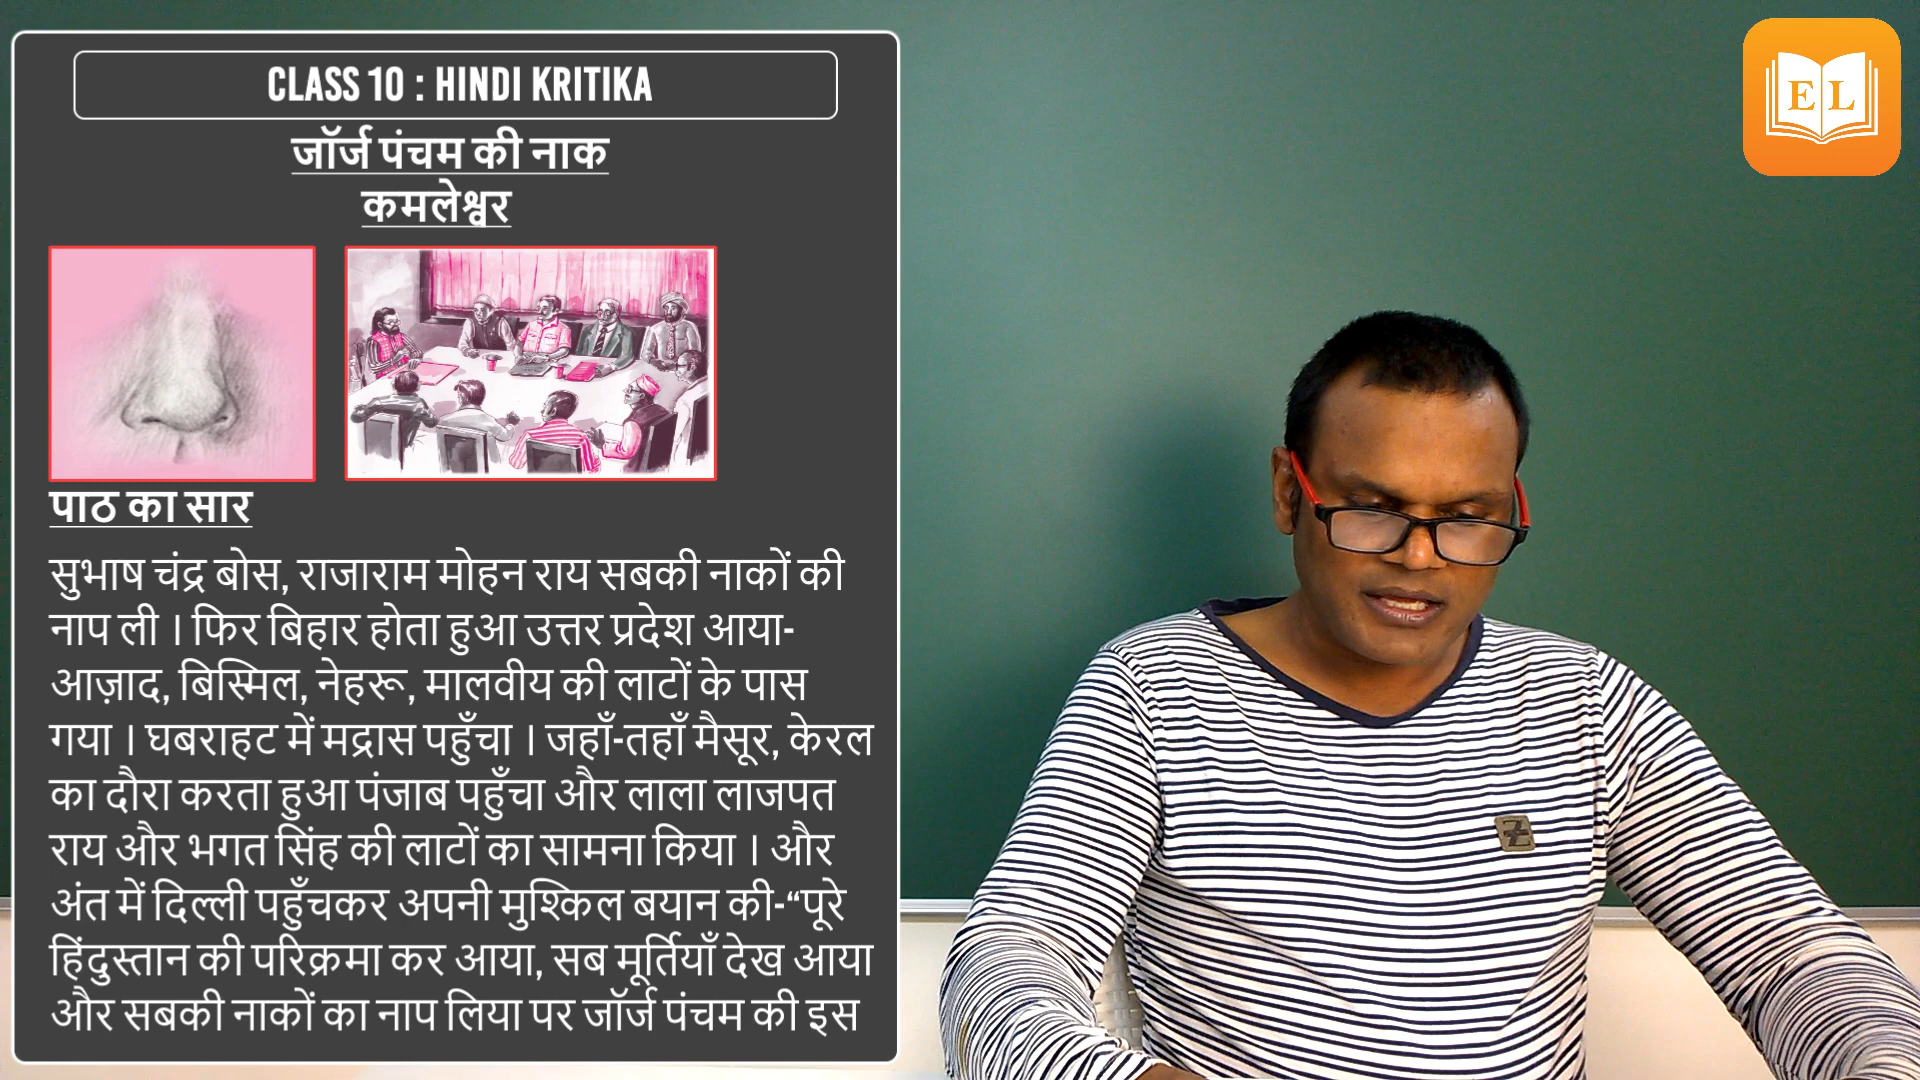 CLASS 10 : HINDI KRITIKA
जॉर्ज पंचम की नाक
कमलेश्वर
पाठ का सार
सुभाष चंद्र बोस, राजाराम मोहन राय सबकी नाकों की
नाप ली । फिर बिहार होता हुआ उत्तर प्रदेश आया-
आज़ाद, बिस्मिल, नेहरू, मालवीय की लाटों के पास
गया । घबराहट में मद्रास पहुँचा । जहाँ-तहाँ मैसूर, केरल
का दौरा करता हुआ पंजाब पहुँचा और लाला लाजपत
राय और भगत सिंह की लाटों का सामना किया । और
अंत में दिल्ली पहुँचकर अपनी मुश्किल बयान की-“पूरे
हिंदुस्तान की परिक्रमा कर आया, सब मूर्तियाँ देख आया
और सबकी नाकों का नाप लिया पर जॉर्ज पंचम की इस
EL